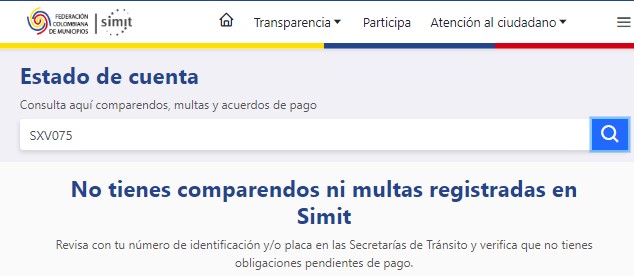 FEDERACIÓN
COLOMBIANA
DE MUNICIPIOS
simit
Transparencia Participa Atención al ciudadano
Estado de cuenta
Consulta aquí comparendos, multas y acuerdos de pago
SXV075
No tienes comparendos ni multas registradas en
Simit
Revisa con tu número de identificación y/o placa en las Secretarías de Tránsito y verifica que no tienes
obligaciones pendientes de pago.